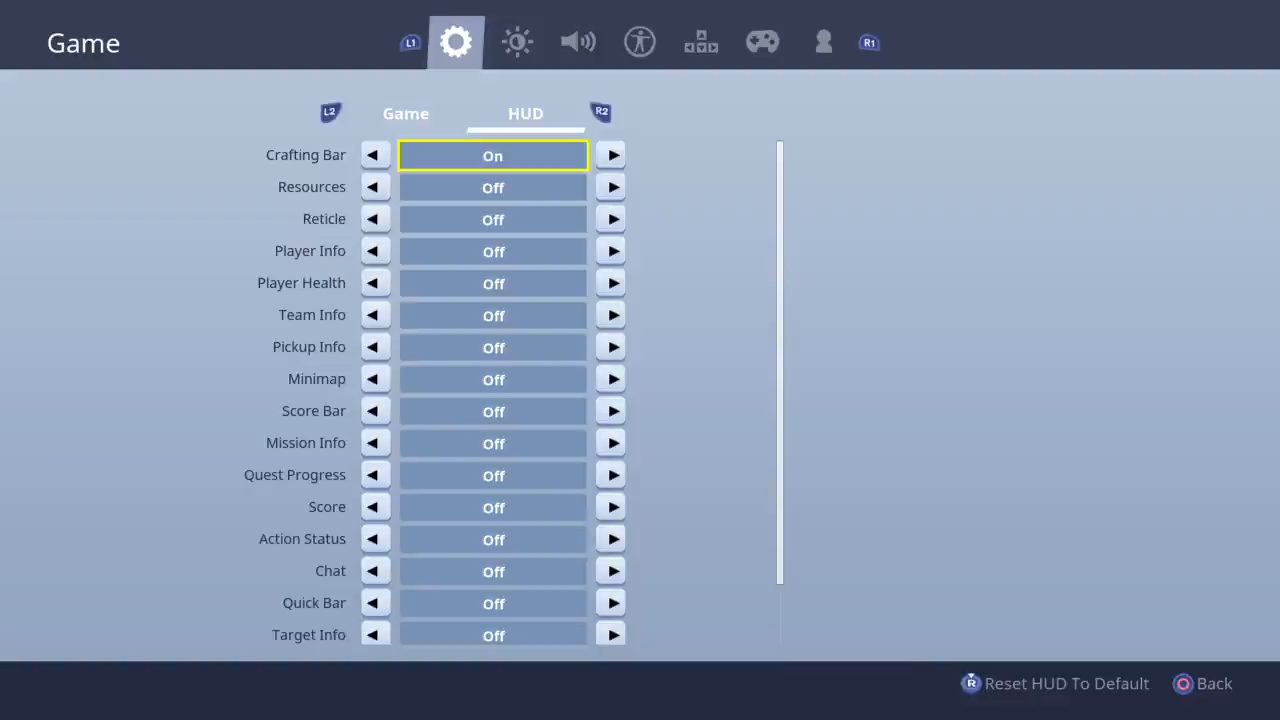 Game
L1
R1
L2
Game
HUD
R2
Crafting Bar On
Resources Off
Reticle Off
Player Info Off
Player Health Off
Team Info Off
Pickup Info Off
Minimap Off
Score Bar Off
Mission Info Off
Quest Progress Off
Score Off
Action Status Off
Chat Off
Quick Bar Off
Target Info Off
R Reset HUD To Default
Back